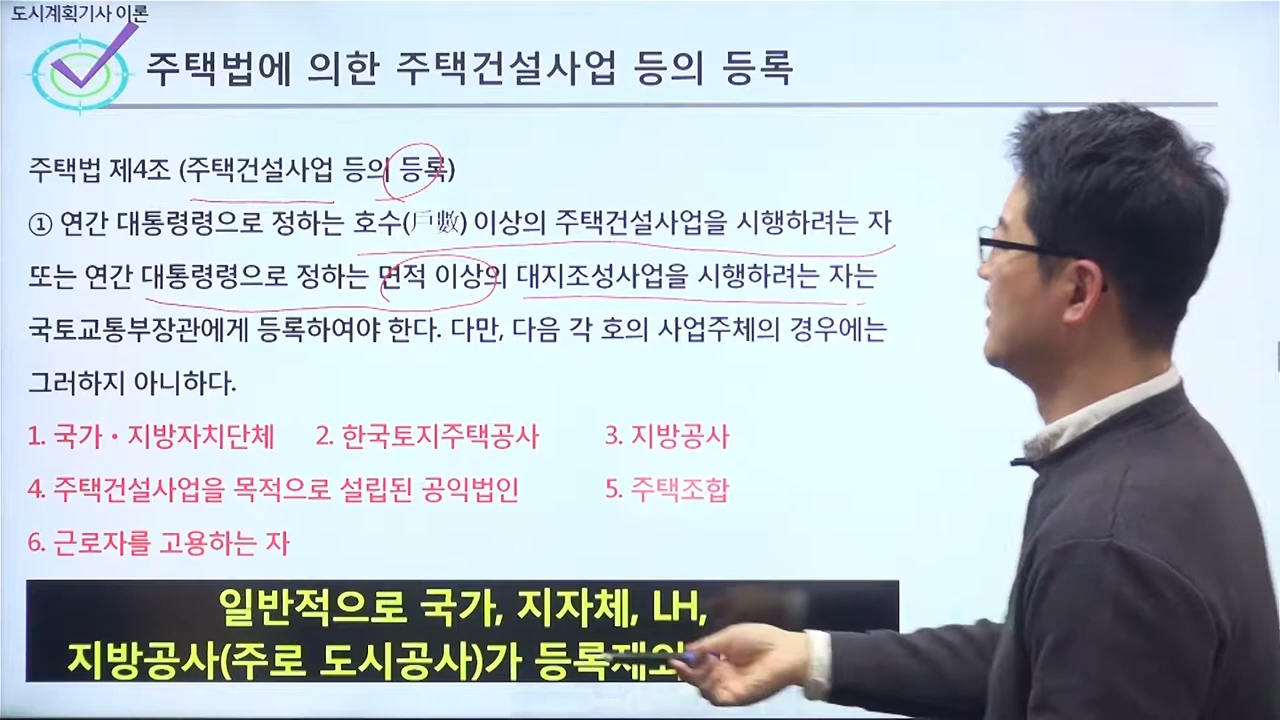 도시계획기사 이론
주택법에 의한 주택건설사업 등의 등록
주택법 제4조 (주택건설사업 등의 등록)
① 연간 대통령령으로 정하는 호수(戶數) 이상의 주택건설사업을 시행하려는 자
또는 연간 대통령령으로 정하는 면적 이상의 대지조성사업을 시행하려는 자는
국토교통부장관에게 등록하여야 한다. 다만, 다음 각 호의 사업주체의 경우에는
그러하지 아니하다.
1. 국가·지방자치단체 2. 한국토지주택공사 3. 지방공사
4. 주택건설사업을 목적으로 설립된 공익법인 5. 주택조합
6. 근로자를 고용하는 자
일반적으로 국가, 지자체, LH,
지방공사(주로 도시공사)가 등록제외